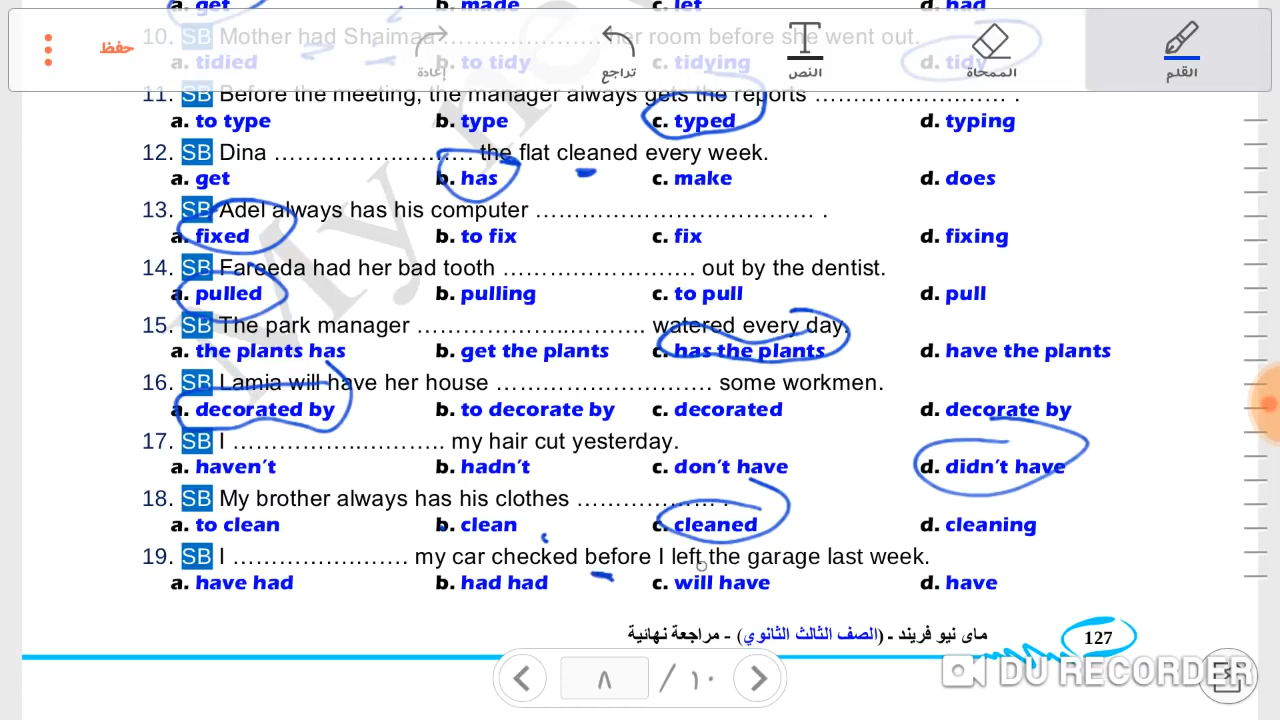 a. get b. made c. let d. had
10. SB Mother had Shaimaa ........................ her room before she went out.
a. tidied b. to tidy c. tidying d. tidy
حفظ
إعادة
تراجع
النص
الممحاة
القلم
11. SB Before the meeting, the manager always gets the reports ........................ .
a. to type b. type c. typed d. typing
12. SB Dina ........................ the flat cleaned every week.
a. get b. has c. make d. does
13. SB Adel always has his computer ........................ .
a. fixed b. to fix c. fix d. fixing
14. SB Fareeda had her bad tooth ........................ out by the dentist.
a. pulled b. pulling c. to pull d. pull
15. SB The park manager ........................ watered every day.
a. the plants has b. get the plants c. has the plants d. have the plants
16. SB Lamia will have her house ........................ some workmen.
a. decorated by b. to decorate by c. decorated d. decorate by
17. SB I ........................ my hair cut yesterday.
a. haven't b. hadn't c. don't have d. didn't have
18. SB My brother always has his clothes ........................ .
a. to clean b. clean c. cleaned d. cleaning
19. SB I ........................ my car checked before I left the garage last week.
a. have had b. had had c. will have d. have
ماى نيو فريند - (الصف الثالث الثانوي) - مراجعة نهائية
127
٨ / ١٠
DU RECORDER